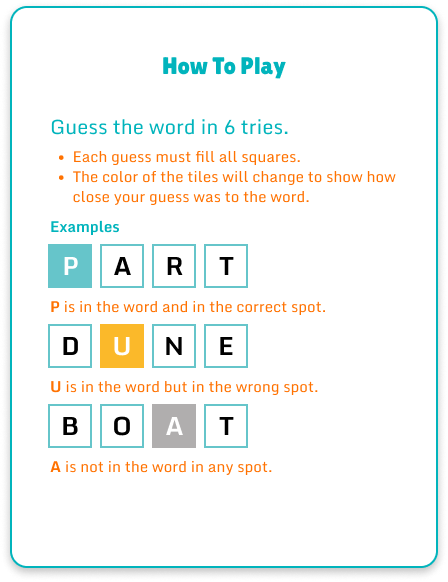 How To Play
Guess the word in 6 tries.
• Each guess must fill all squares.
• The color of the tiles will change to show how
close your guess was to the word.
Examples
P A R T
P is in the word and in the correct spot.
D U N E
U is in the word but in the wrong spot.
B O A T
A is not in the word in any spot.